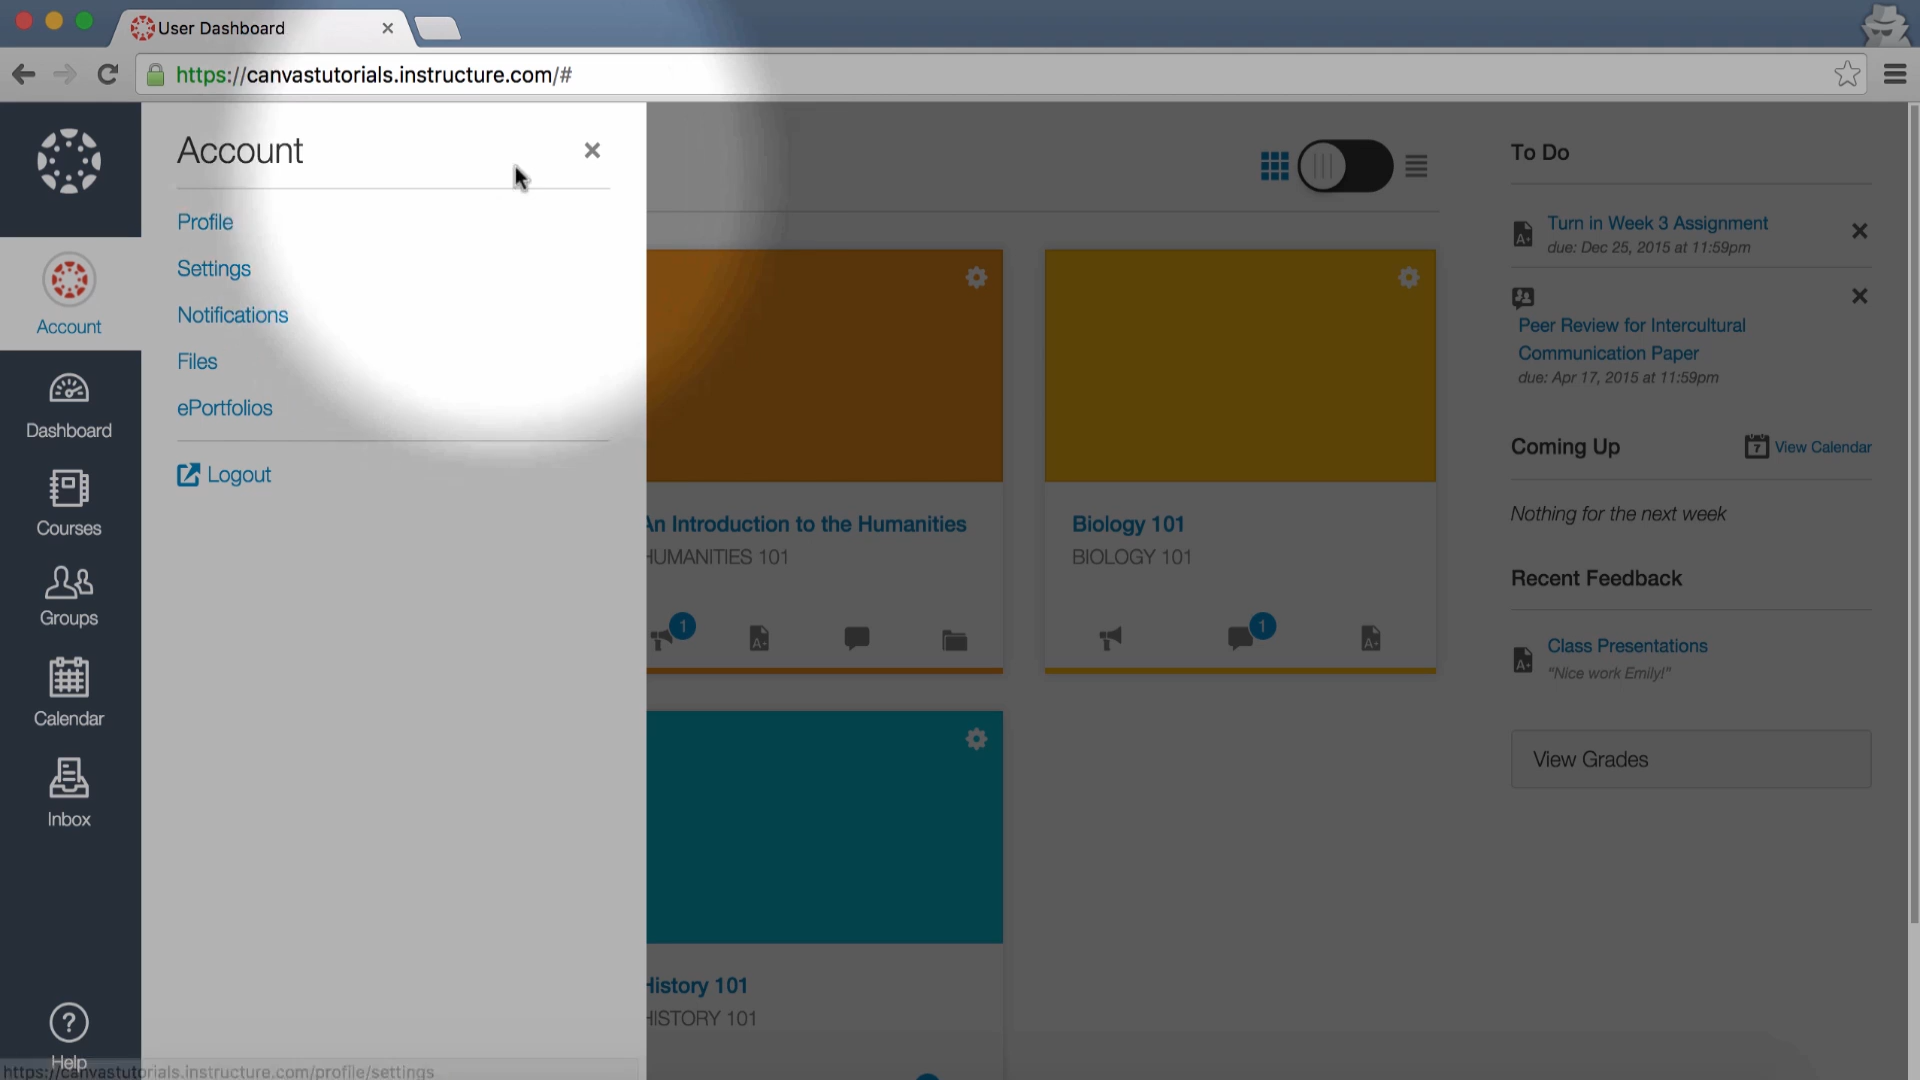 User Dashboard
https://canvastutorials.instructure.com/#
Account
Profile
Settings
Notifications
Files
ePortfolios
Logout
Account
Dashboard
Courses
Groups
Calendar
Inbox
Help
An Introduction to the Humanities
HUMANITIES 101
1
Biology 101
BIOLOGY 101
1
History 101
HISTORY 101
To Do
Turn in Week 3 Assignment
due: Dec 25, 2015 at 11:59pm
Peer Review for Intercultural
Communication Paper
due: Apr 17, 2015 at 11:59pm
Coming Up
7 View Calendar
Nothing for the next week
Recent Feedback
Class Presentations
"Nice work Emily!"
View Grades
https://canvastutorials.instructure.com/profile/settings